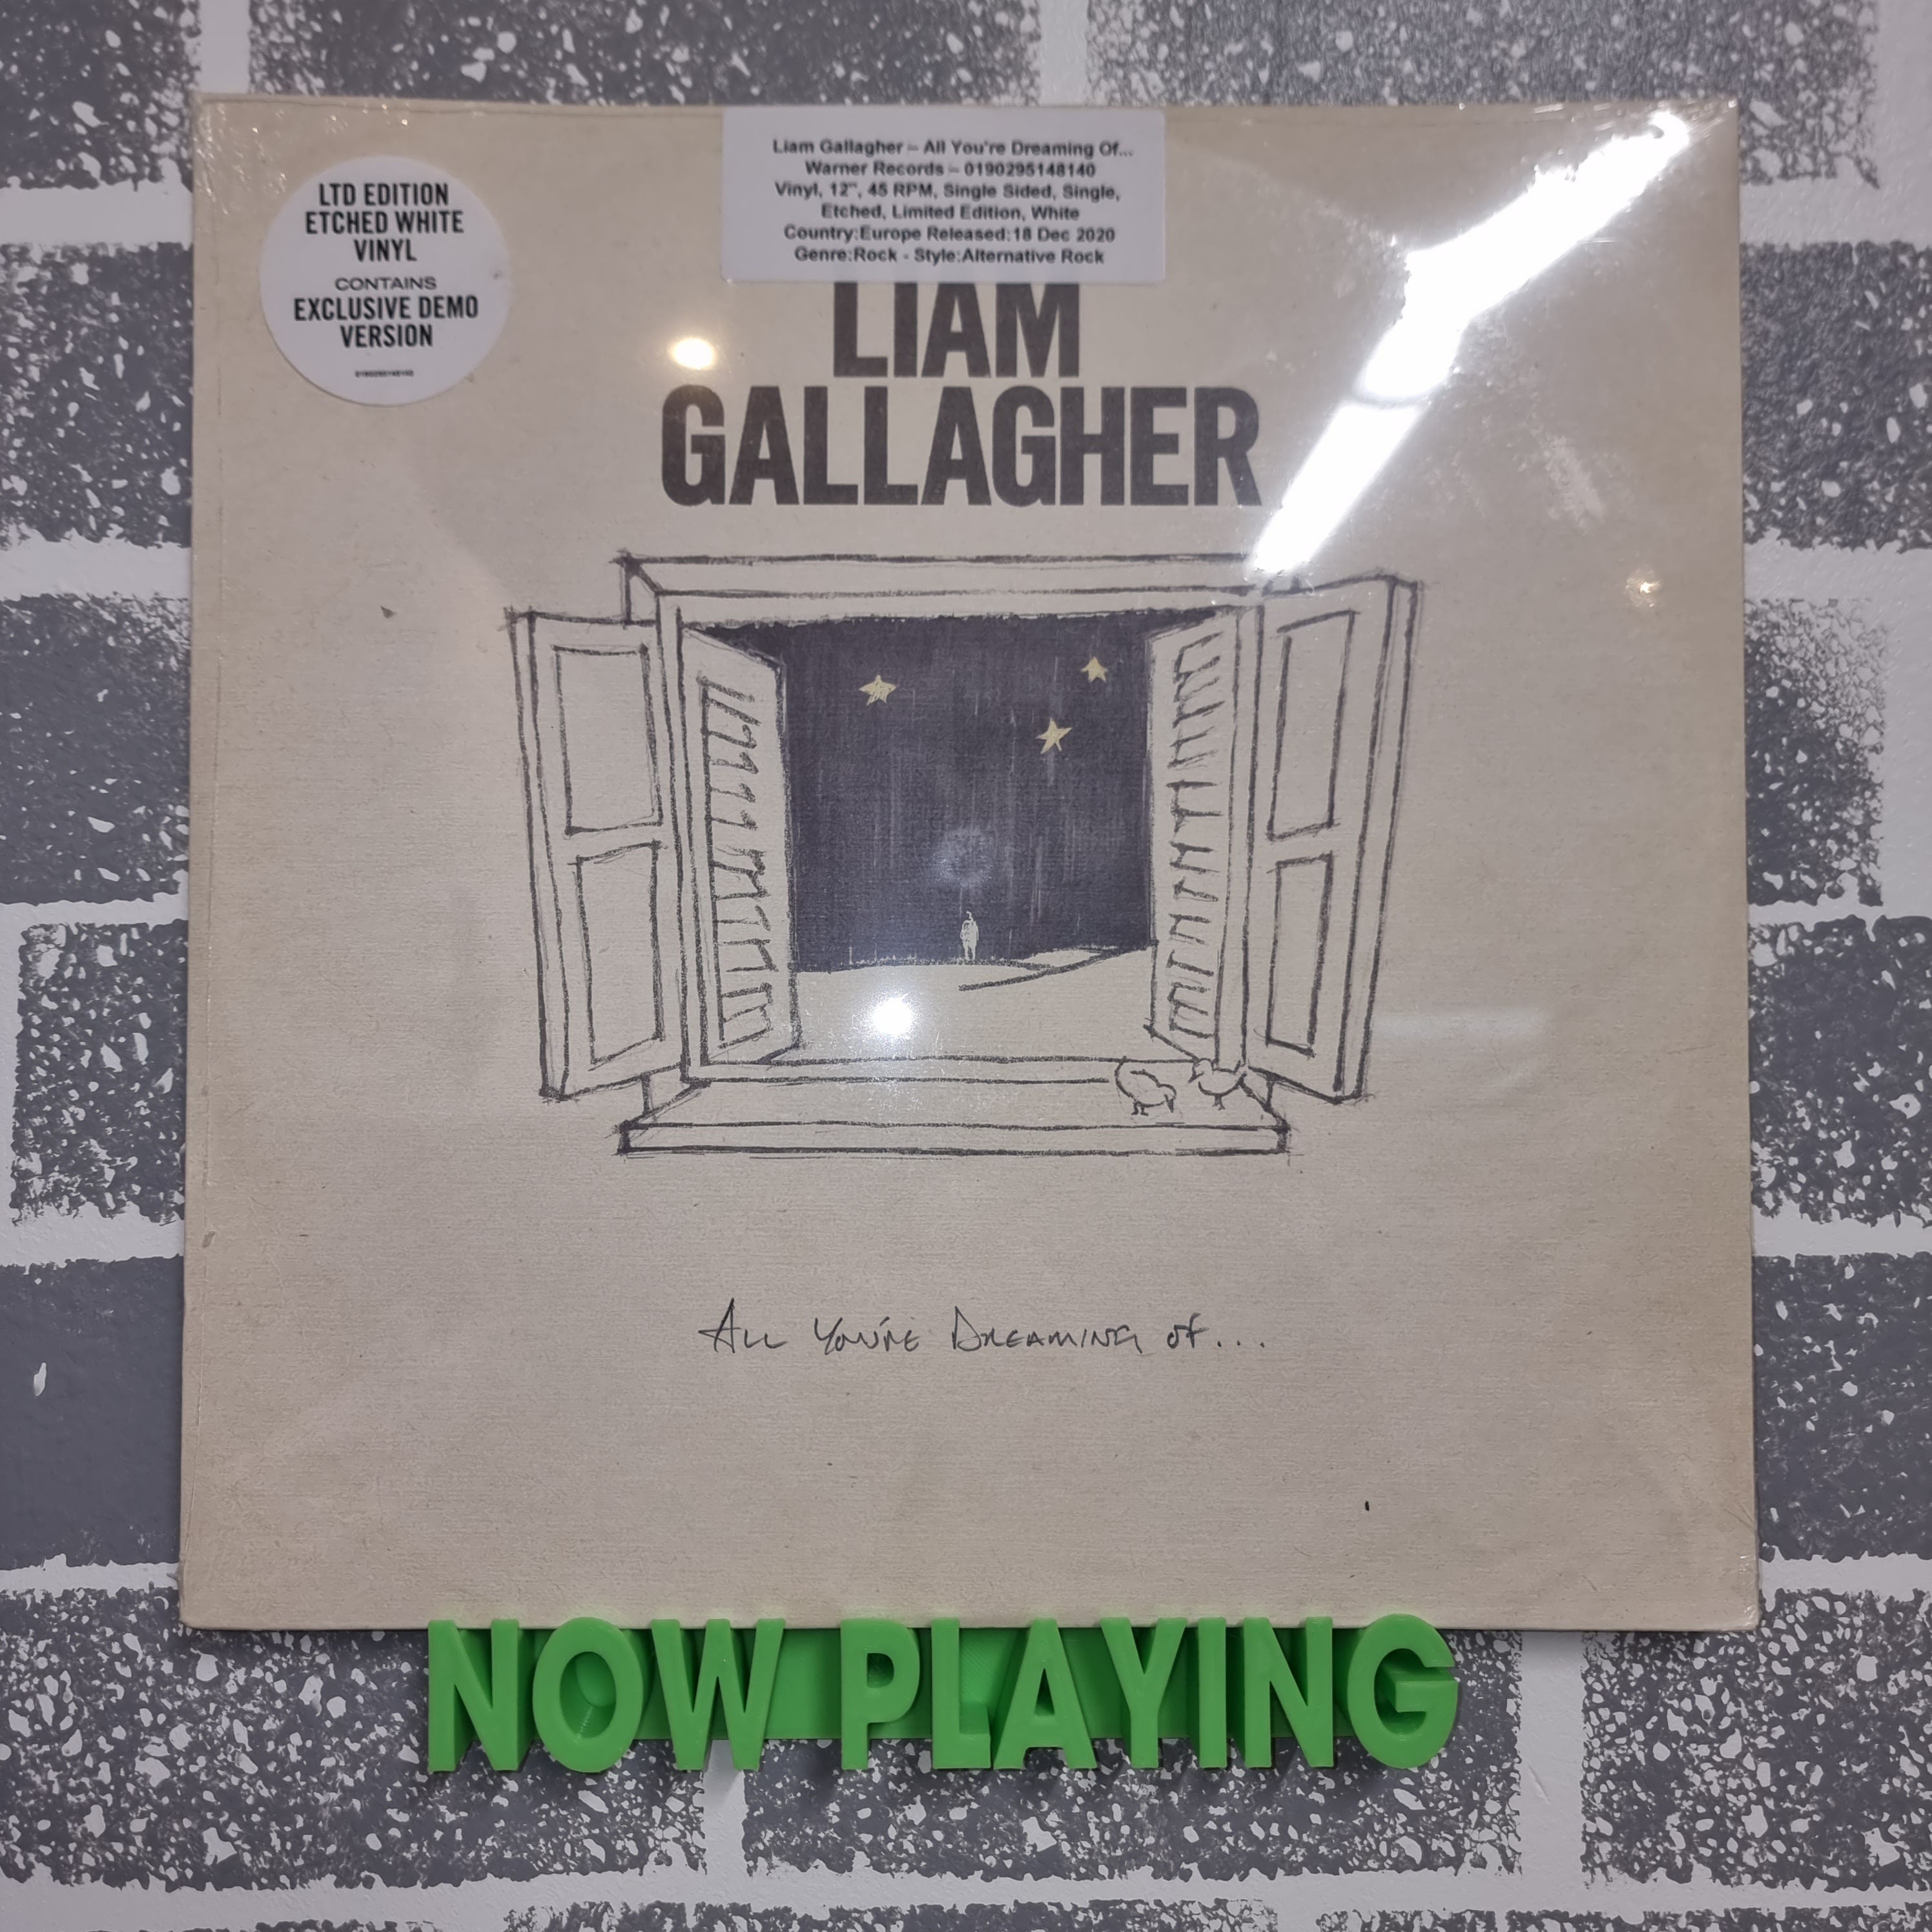 LTD EDITION
ETCHED WHITE
VINYL
CONTAINS
EXCLUSIVE DEMO
VERSION
Liam Gallagher – All You're Dreaming Of...
Warner Records – 0190295148140
Vinyl, 12", 45 RPM, Single Sided, Single,
Etched, Limited Edition, White
Country:Europe Released:18 Dec 2020
Genre:Rock - Style:Alternative Rock
LIAM
GALLAGHER
ALL YOU'RE DREAMING OF...
NOW PLAYING